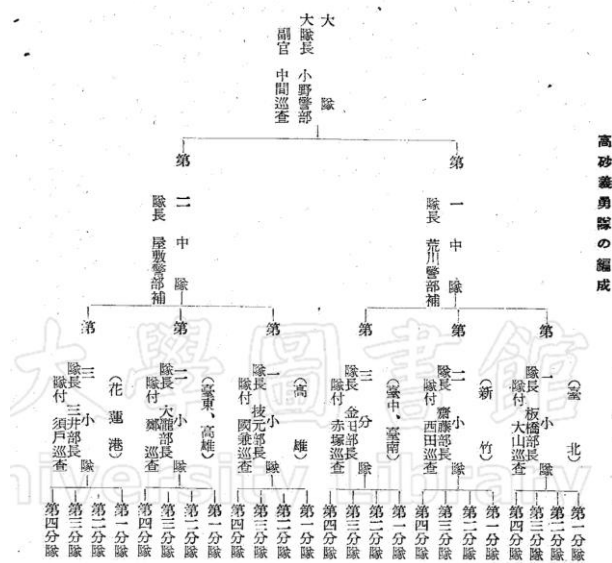 高砂義勇隊の編成
大隊
大隊長 小野警部
副官 中間巡査
第一中隊
隊長 荒川警部補
(臺北)
第一小隊
隊長 板橋部長
隊付 大山巡査
第一分隊
第二分隊
第三分隊
第四分隊
(新竹)
第二小隊
隊長 齋藤部長
隊付 西田巡査
第一分隊
第二分隊
第三分隊
第四分隊
(臺中、臺南)
第三分隊
隊長 金田部長
隊付 赤塚巡査
第一分隊
第二分隊
第三分隊
第四分隊
第二中隊
隊長 屋敷警部補
(高雄)
第一小隊
隊長 技元部長
隊付 國兼巡査
第一分隊
第二分隊
第三分隊
第四分隊
(臺東、高雄)
第二小隊
隊長 大瀧部長
隊付 鄭巡査
第一分隊
第二分隊
第三分隊
第四分隊
(花蓮港)
第三小隊
隊長 三井部長
隊付 須戸巡査
第一分隊
第二分隊
第三分隊
第四分隊
大學圖書館
University Library